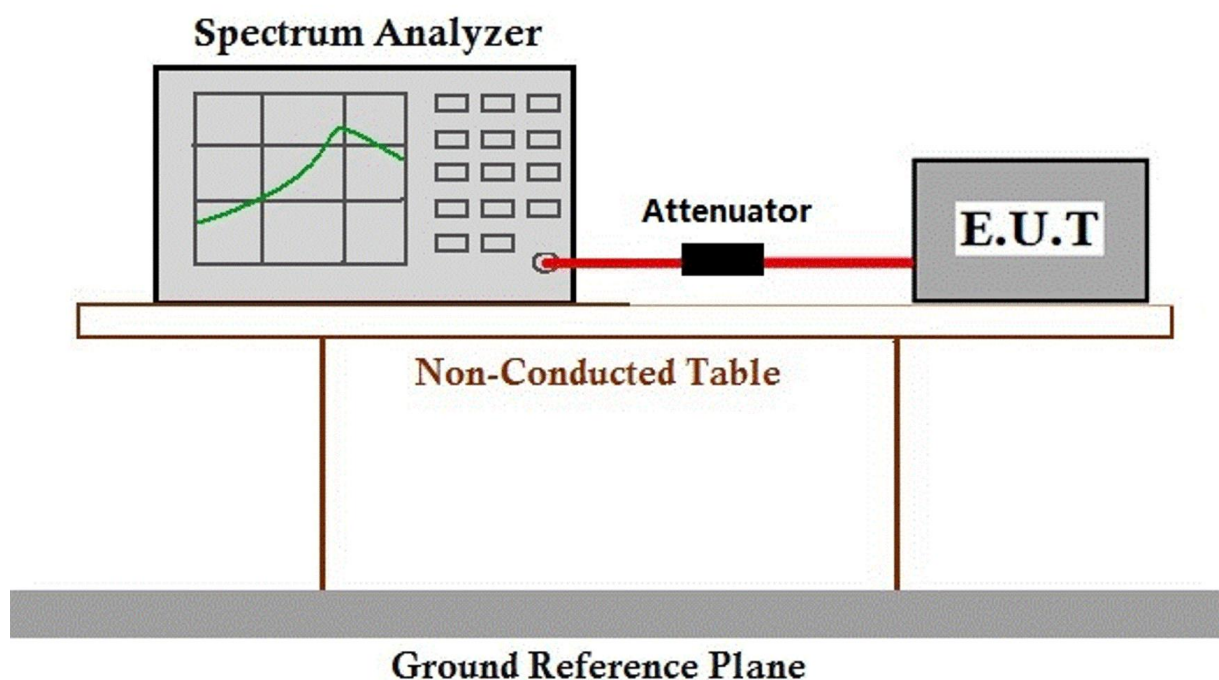 Spectrum Analyzer
Attenuator
E.U.T
Non-Conducted Table
Ground Reference Plane